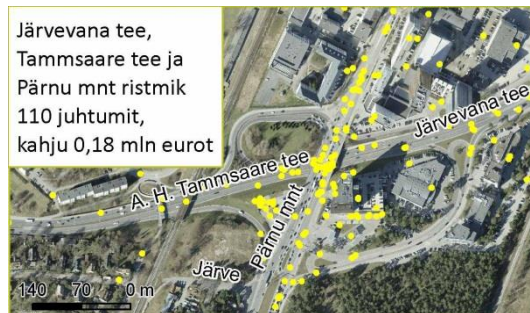 Järvevana tee,
Tammsaare tee ja
Pärnu mnt ristmik
110 juhtumit,
kahju 0,18 mln eurot
Järvevana tee
A. H. Tammsaare tee
Pärnu mnt
Järve
140 70 0 m